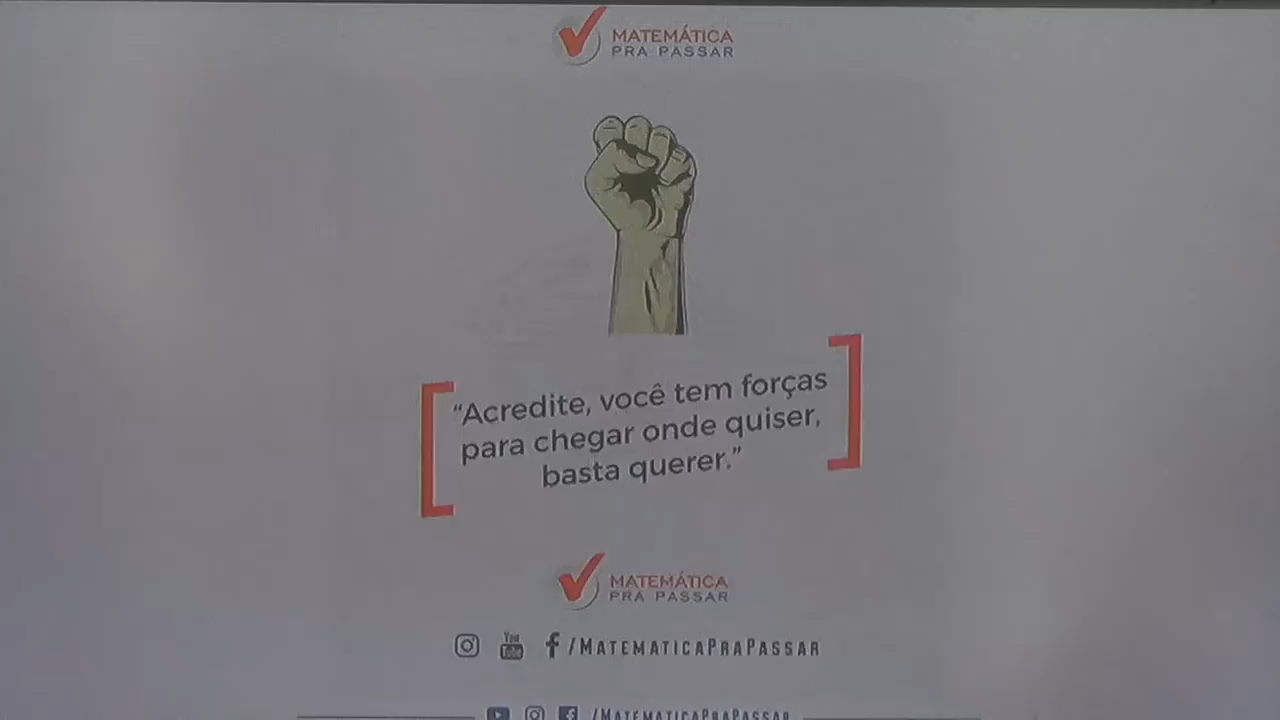 MATEMÁTICA
PRA PASSAR
“Acredite, você tem forças
para chegar onde quiser,
basta querer.”
MATEMÁTICA
PRA PASSAR
You
Tube
f /MATEMATICAPRAPASSAR
/MATEMATICAPRAPASSAR